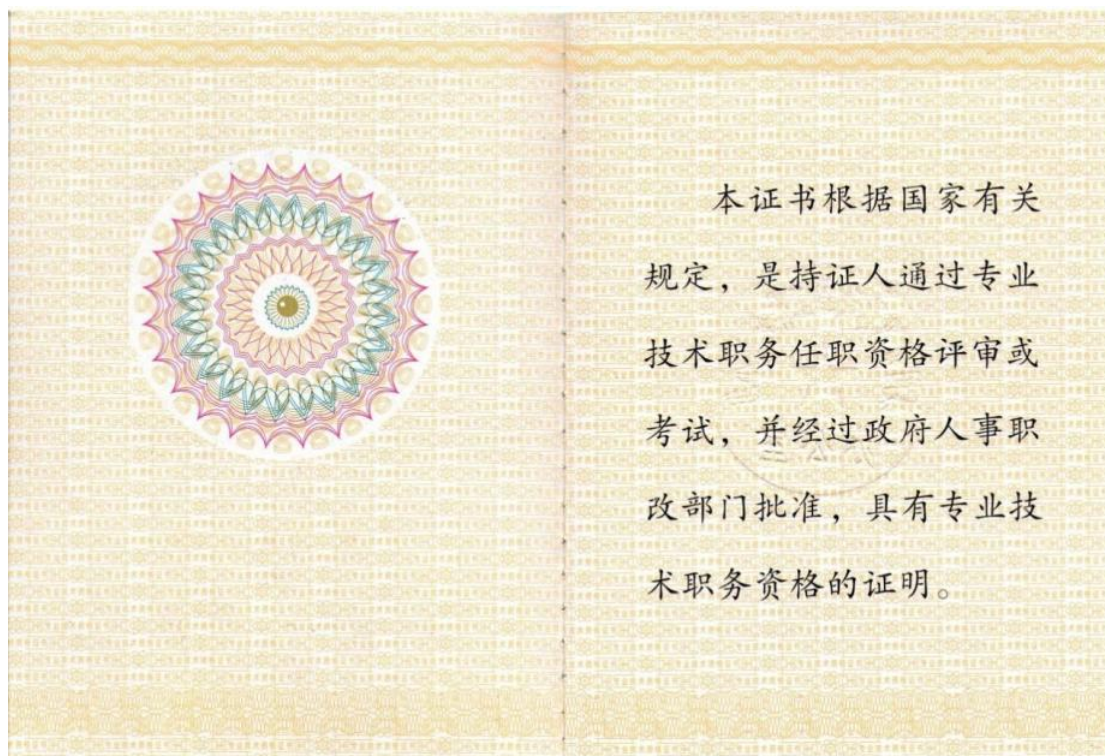 本证书根据国家有关
规定，是持证人通过专业
技术职务任职资格评审或
考试，并经过政府人事职
改部门批准，具有专业技
术职务资格的证明。